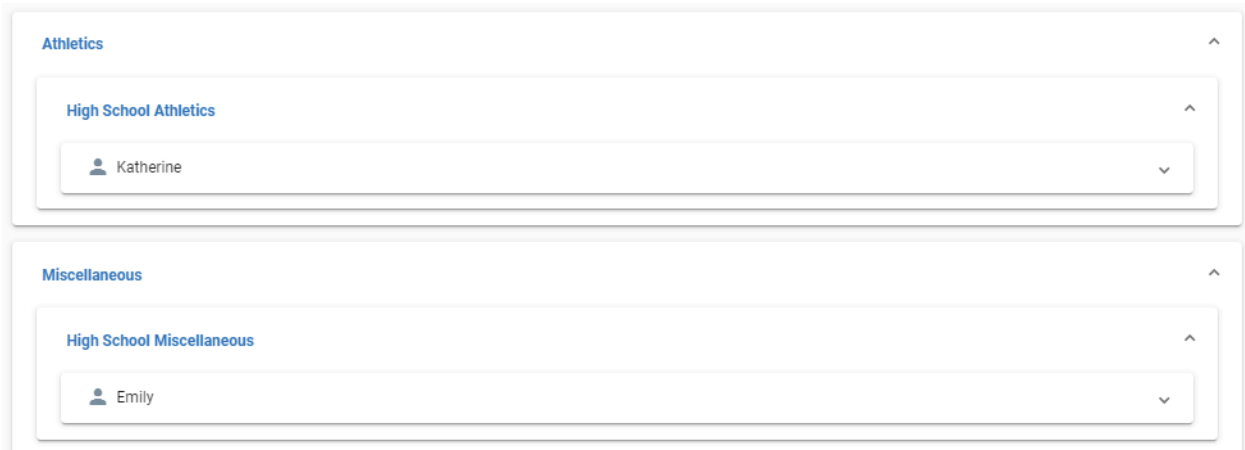 Athletics
High School Athletics
Katherine
Miscellaneous
High School Miscellaneous
Emily